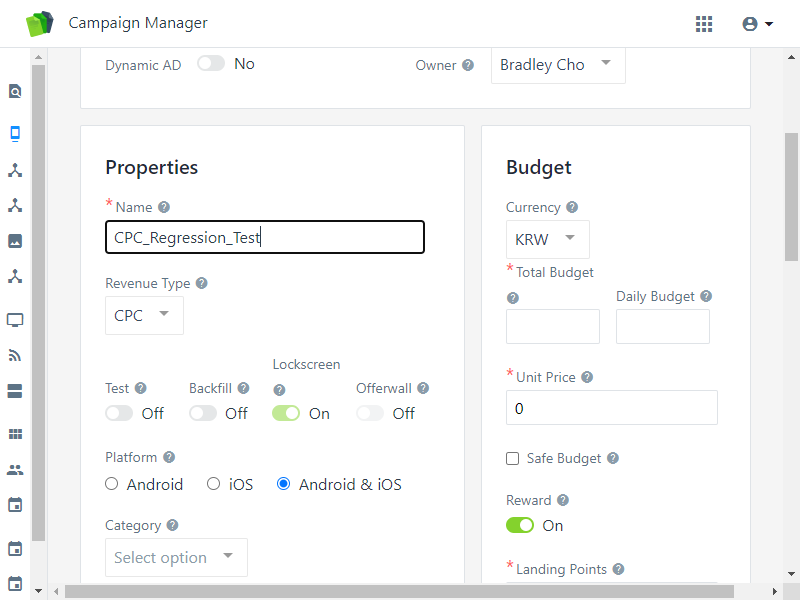 Campaign Manager
Dynamic AD
No
Owner
Bradley Cho
Properties
* Name
CPC_Regression_Test
Revenue Type
CPC
Lockscreen
Test
Backfill
Offerwall
Off
Off
On
Off
Platform
Android
iOS
Android & iOS
Category
Select option
Budget
Currency
KRW
* Total Budget
Daily Budget
* Unit Price
0
Safe Budget
Reward
On
* Landing Points